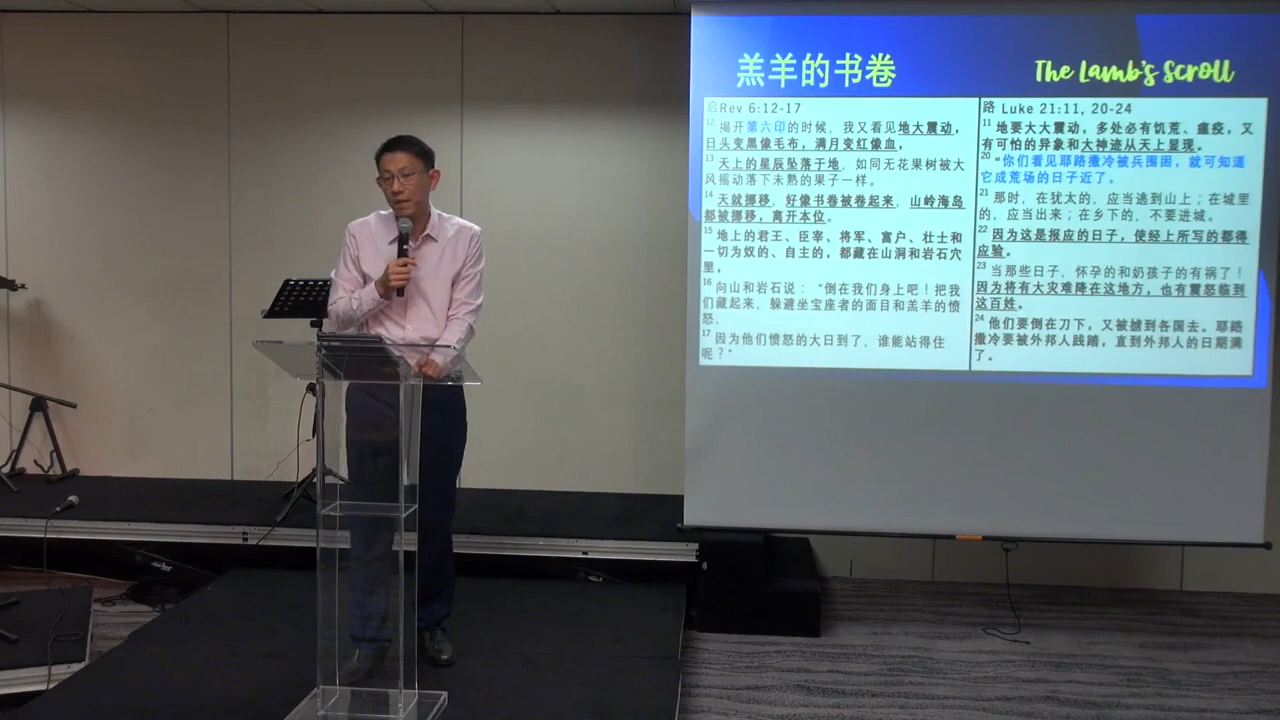 羔羊的书卷
The Lamb's Scroll
启Rev 6:12-17
12 揭开第六印的时候，我又看见地大震动，
日头变黑像毛布，满月变红像血，
13 天上的星辰坠落于地，如同无花果树被大
风摇动落下未熟的果子一样。
14 天就挪移，好像书卷被卷起来，山岭海岛
都被挪移，离开本位。
15 地上的君王、臣宰、将军、富户、壮士和
一切为奴的、自主的，都藏在山洞和岩石穴
里，
16 向山和岩石说：“倒在我们身上吧！把我
们藏起来，躲避坐宝座者的面目和羔羊的愤
怒，
17 因为他们愤怒的大日到了，谁能站得住
呢？”
路 Luke 21:11, 20-24
11 地要大大震动，多处必有饥荒、瘟疫，又
有可怕的异象和大神迹从天上显现。
20 “你们看见耶路撒冷被兵围困，就可知道
它成荒场的日子近了。
21 那时，在犹太的，应当逃到山上；在城里
的，应当出来；在乡下的，不要进城。
22 因为这是报应的日子，使经上所写的都得
应验。
23 当那些日子，怀孕的和奶孩子的有祸了！
因为将有大灾难降在这地方，也有震怒临到
这百姓。
24 他们要倒在刀下，又被掳到各国去。耶路
撒冷要被外邦人践踏，直到外邦人的日期满
了。